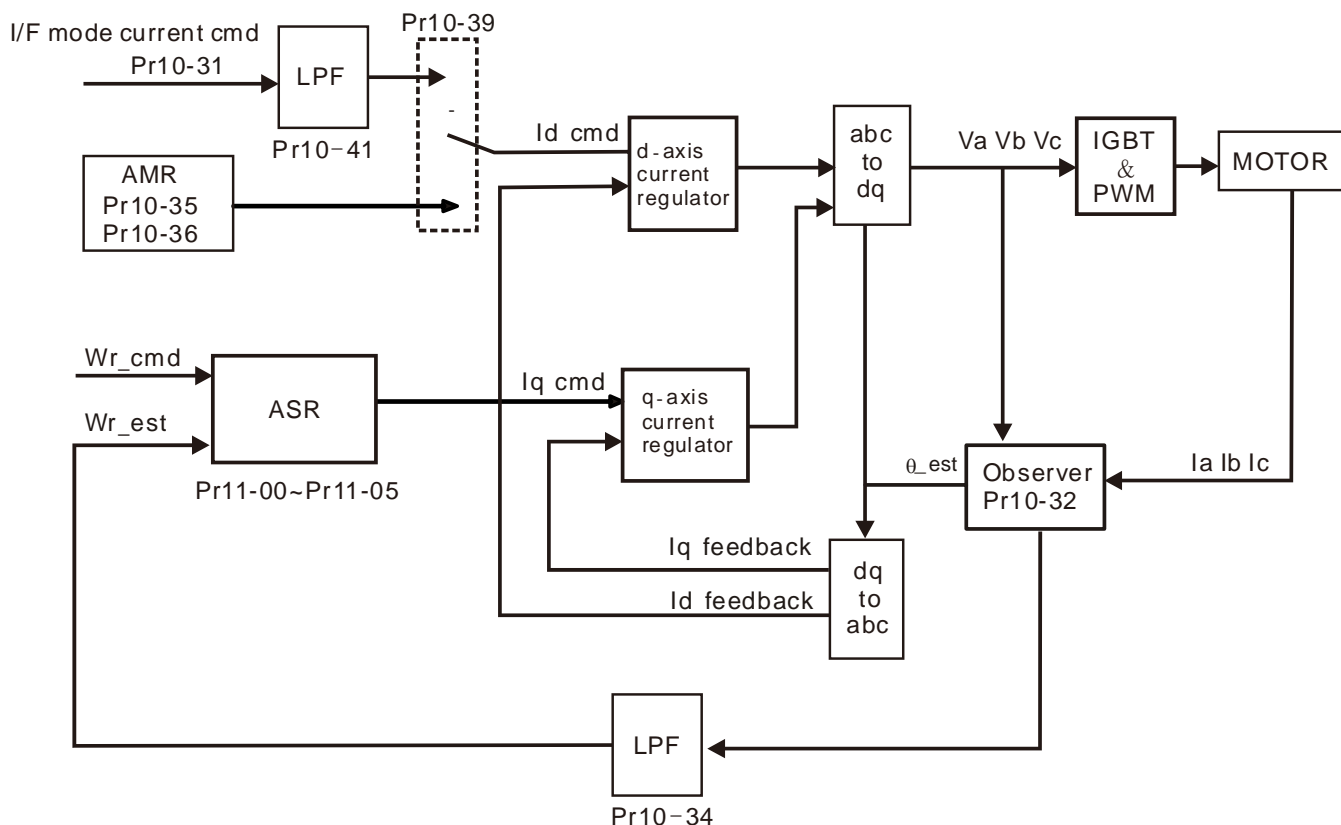 I/F mode current cmd
Pr10-31
LPF
Pr10-41
Pr10-39
-
AMR
Pr10-35
Pr10-36
Id cmd
d-axis
current
regulator
abc
to
dq
Va Vb Vc
IGBT
&
PWM
MOTOR
Wr_cmd
Wr_est
ASR
Pr11-00~Pr11-05
Iq cmd
q-axis
current
regulator
θ_est
Observer
Pr10-32
Ia Ib Ic
Iq feedback
Id feedback
dq
to
abc
LPF
Pr10-34